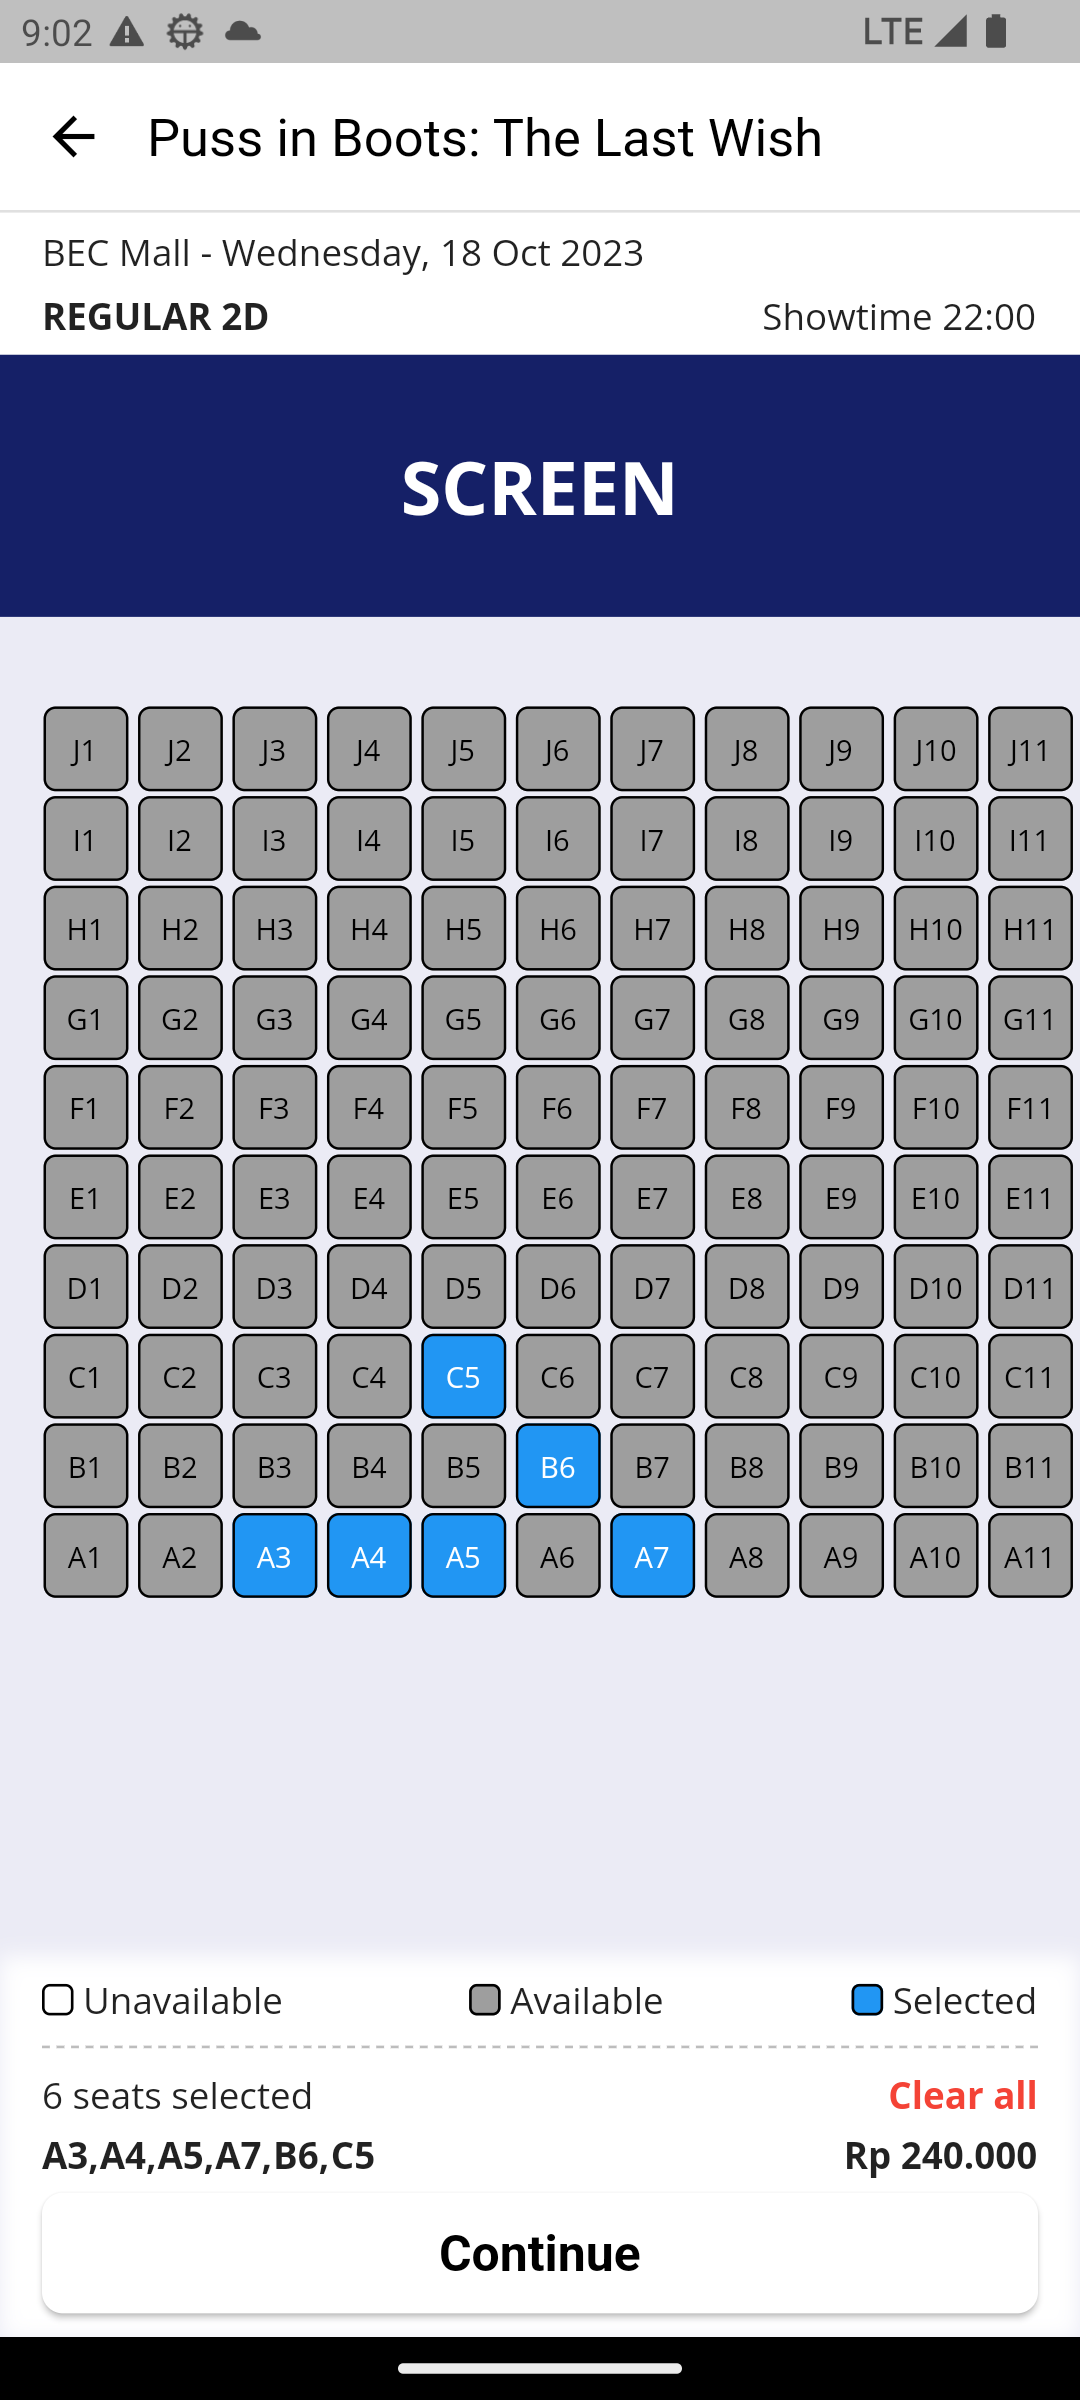 9:02 LTE
Puss in Boots: The Last Wish
BEC Mall - Wednesday, 18 Oct 2023
REGULAR 2D Showtime 22:00
SCREEN
J1 J2 J3 J4 J5 J6 J7 J8 J9 J10 J11
I1 I2 I3 I4 I5 I6 I7 I8 I9 I10 I11
H1 H2 H3 H4 H5 H6 H7 H8 H9 H10 H11
G1 G2 G3 G4 G5 G6 G7 G8 G9 G10 G11
F1 F2 F3 F4 F5 F6 F7 F8 F9 F10 F11
E1 E2 E3 E4 E5 E6 E7 E8 E9 E10 E11
D1 D2 D3 D4 D5 D6 D7 D8 D9 D10 D11
C1 C2 C3 C4 C5 C6 C7 C8 C9 C10 C11
B1 B2 B3 B4 B5 B6 B7 B8 B9 B10 B11
A1 A2 A3 A4 A5 A6 A7 A8 A9 A10 A11
Unavailable Available Selected
6 seats selected Clear all
A3,A4,A5,A7,B6,C5 Rp 240.000
Continue